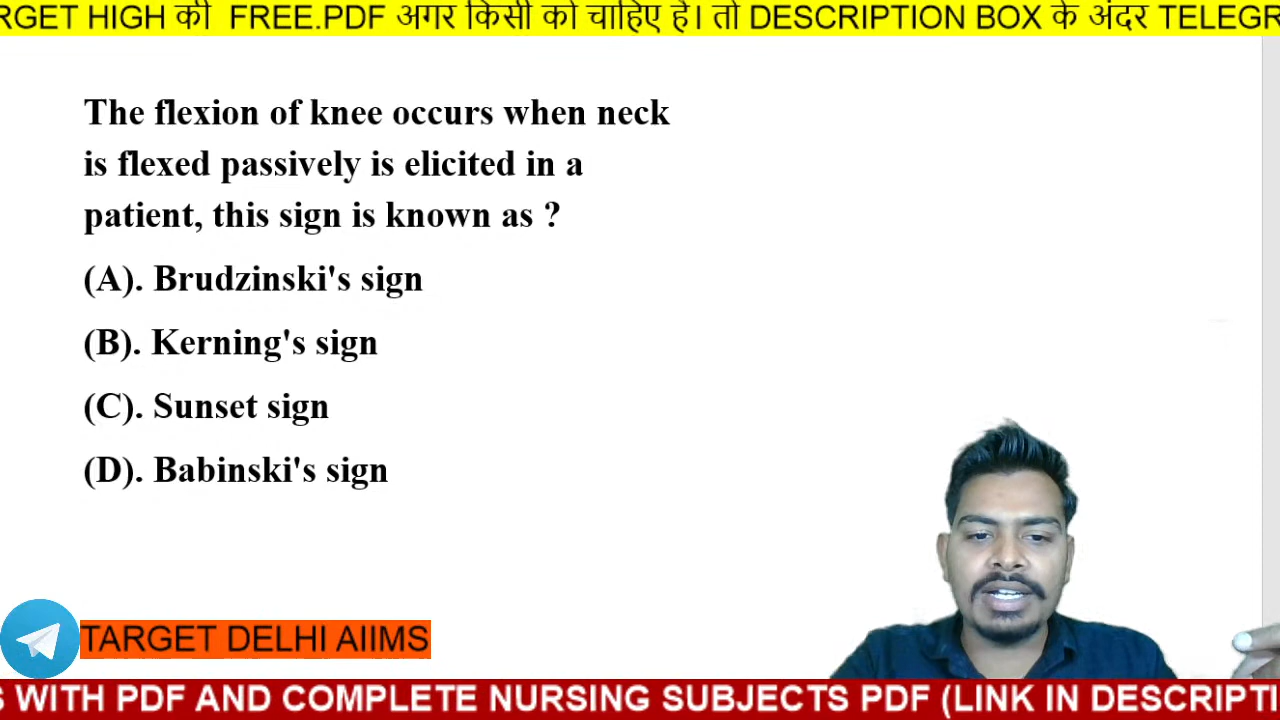 RGET HIGH की FREE.PDF अगर किसी को चाहिए है। तो DESCRIPTION BOX के अंदर TELEGR
The flexion of knee occurs when neck
is flexed passively is elicited in a
patient, this sign is known as ?
(A). Brudzinski's sign
(B). Kerning's sign
(C). Sunset sign
(D). Babinski's sign
TARGET DELHI AIIMS
S WITH PDF AND COMPLETE NURSING SUBJECTS PDF (LINK IN DESCRIPTI